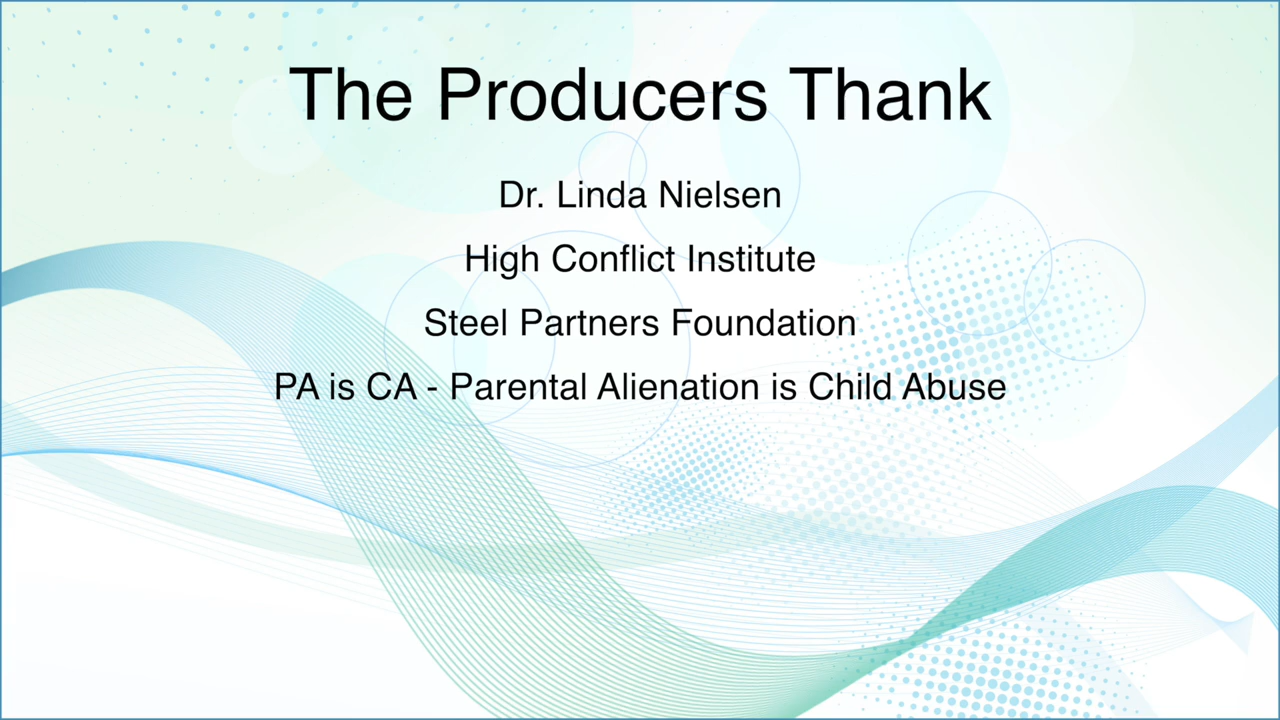 The Producers Thank
Dr. Linda Nielsen
High Conflict Institute
Steel Partners Foundation
PA is CA - Parental Alienation is Child Abuse